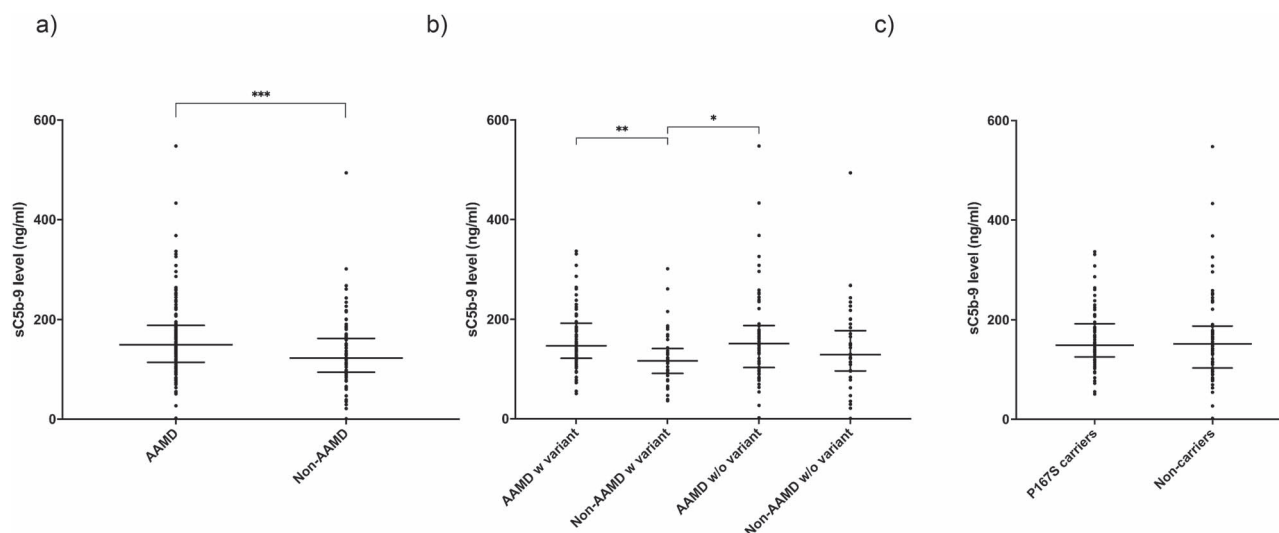 a)
***
600
400
200
0
sC5b-9 level (ng/ml)
AAMD
Non-AAMD
b)
**
*
600
400
200
0
sC5b-9 level (ng/ml)
AAMD w variant
Non-AAMD w variant
AAMD w/o variant
Non-AAMD w/o variant
c)
600
400
200
0
sC5b-9 level (ng/ml)
P167S carriers
Non-carriers